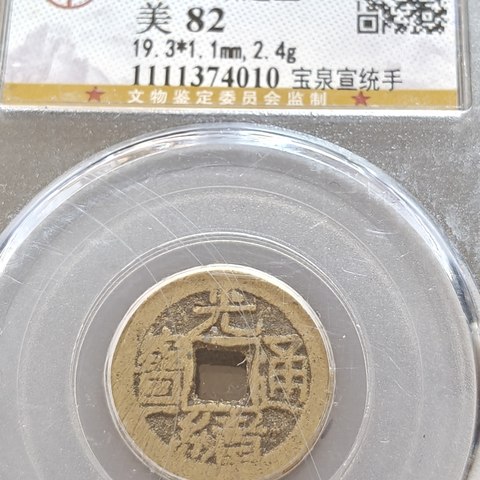 美 82
19.3*1.1mm,2.4g
1111374010 宝泉宣统手
文物鉴定委员会监制
光緒通寶